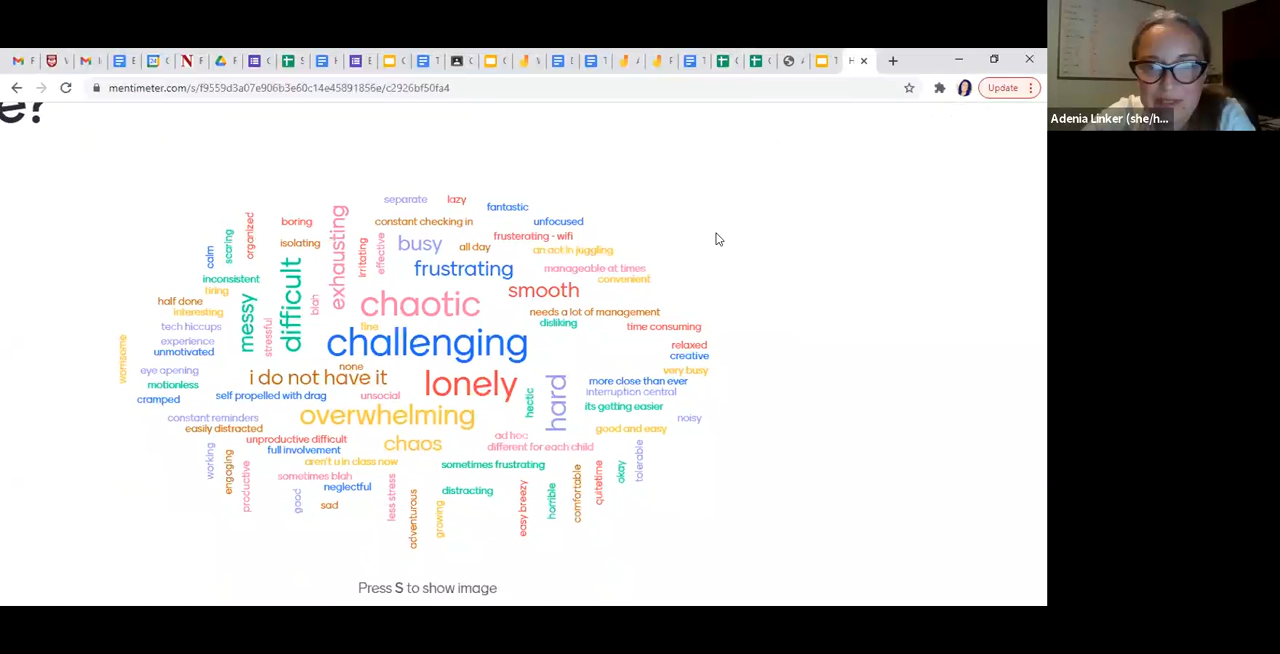 mentimeter.com/s/f9559d3a07e906b3e60c14e45891856e/c2926bf50fa4
Update
Adenia Linker (she/h...
e?
separate
lazy
fantastic
boring
constant checking in
unfocused
organized
exhausting
isolating
busy
all day
frusterating - wifi
an act in juggling
scaring
calm
irritating
effective
frustrating
manageable at times
convenient
inconsistent
tiring
difficult
blah
chaotic
smooth
half done
interesting
messy
needs a lot of management
disliking
time consuming
tech hiccups
stressful
fine
challenging
experience
unmotivated
worrisome
relaxed
creative
none
eye opening
i do not have it
lonely
very busy
motionless
more close than ever
interruption central
cramped
self propelled with drag
unsocial
hectic
hard
its getting easier
constant reminders
overwhelming
noisy
easily distracted
good and easy
unproductive difficult
chaos
ad hoc
different for each child
full involvement
tolerable
working
engaging
productive
aren't u in class now
sometimes frustrating
okay
quitetime
comfortable
sometimes blah
neglectful
less stress
distracting
easy breezy
horrible
good
sad
adventurous
growing
Press S to show image